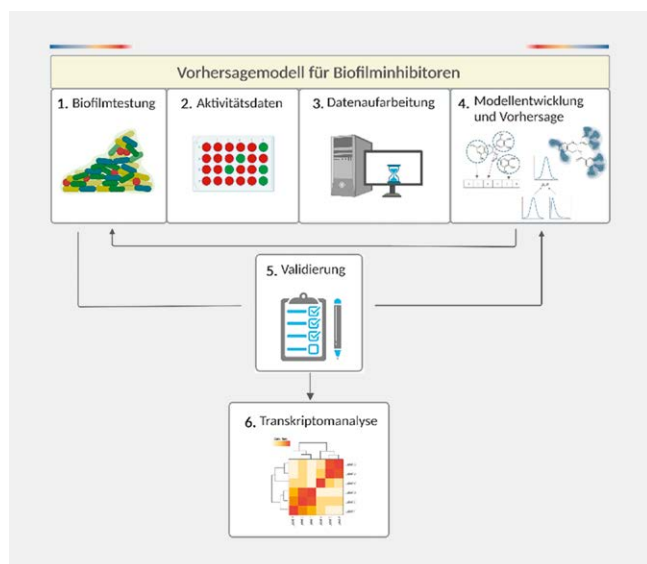 Vorhersagemodell für Biofilminhibitoren
1. Biofilmtestung
2. Aktivitätsdaten
3. Datenaufarbeitung
4. Modellentwicklung
und Vorhersage
5. Validierung
6. Transkriptomanalyse